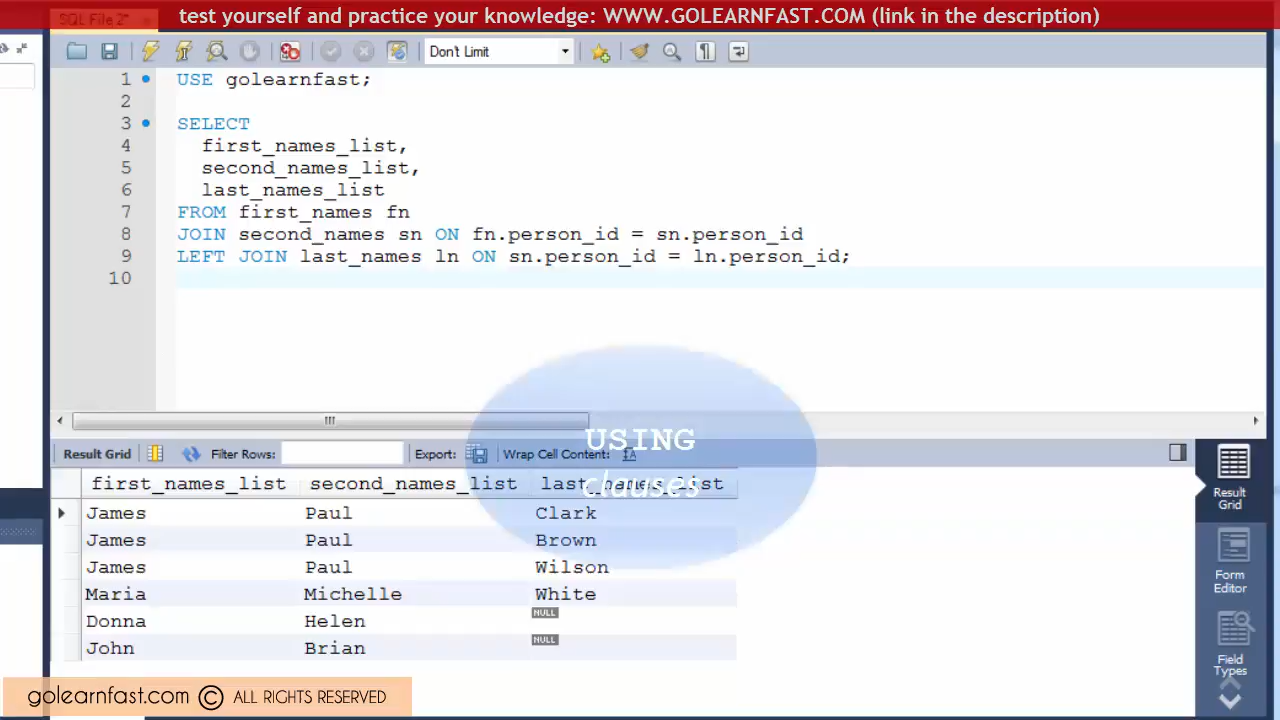 test yourself and practice your knowledge: WWW.GOLEARNFAST.COM (link in the description)
SQL File 2*
Don't Limit
1 USE golearnfast;
2
3 SELECT
4 first_names_list,
5 second_names_list,
6 last_names_list
7 FROM first_names fn
8 JOIN second_names sn ON fn.person_id = sn.person_id
9 LEFT JOIN last_names ln ON sn.person_id = ln.person_id;
10
USING
clauses
Result Grid Filter Rows: Export: Wrap Cell Content: IA
first_names_list second_names_list last_names_list
James Paul Clark
James Paul Brown
James Paul Wilson
Maria Michelle White
Donna Helen NULL
John Brian NULL
Result
Grid
Form
Editor
Field
Types
golearnfast.com © ALL RIGHTS RESERVED